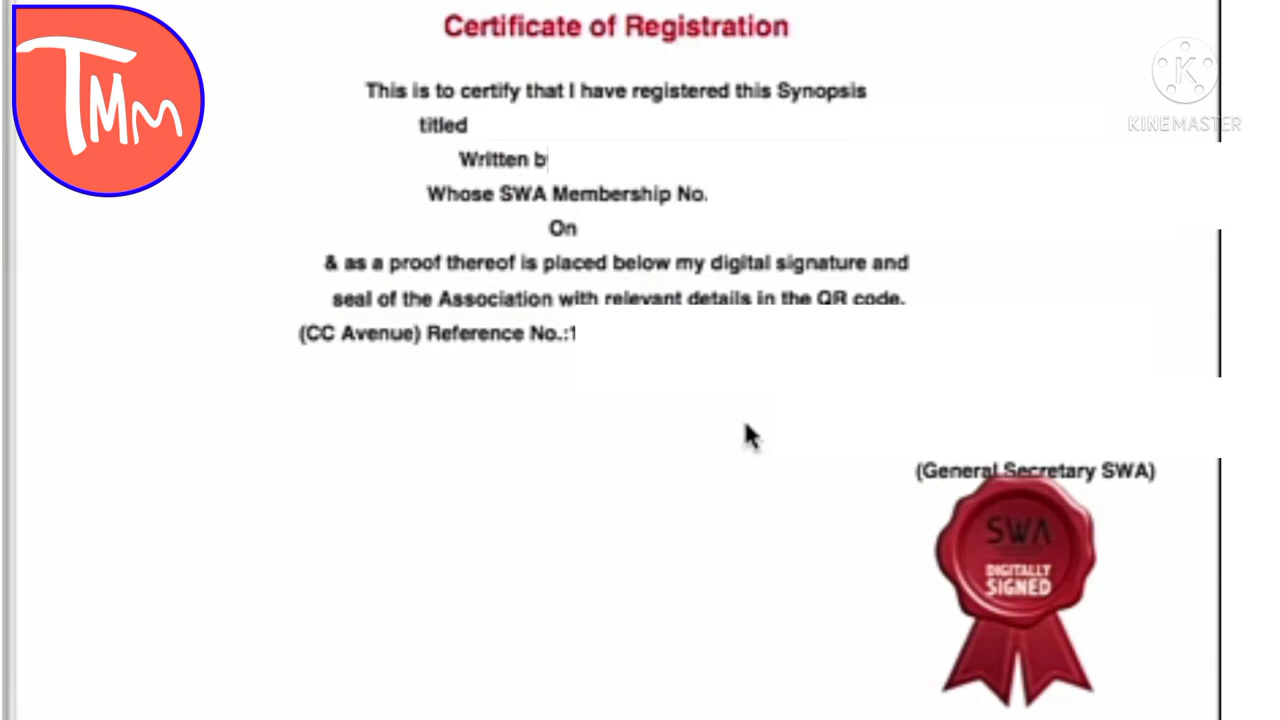 Certificate of Registration
TMM
K
KINEMASTER
This is to certify that I have registered this Synopsis
titled
Written b
Whose SWA Membership No.
On
& as a proof thereof is placed below my digital signature and
seal of the Association with relevant details in the QR code.
(CC Avenue) Reference No.:1
(General Secretary SWA)
SWA
DIGITALLY
SIGNED